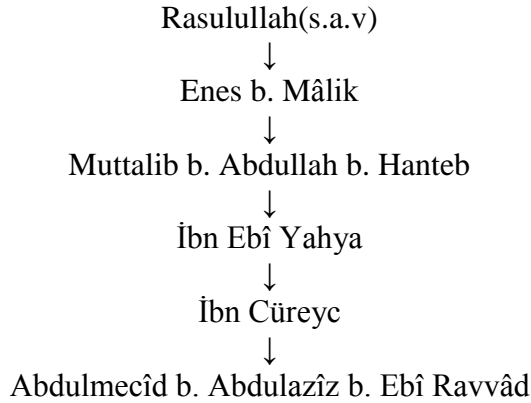 Rasulullah(s.a.v)
↓
Enes b. Mâlik
↓
Muttalib b. Abdullah b. Hanteb
↓
İbn Ebî Yahya
↓
İbn Cüreyc
↓
Abdulmecîd b. Abdulazîz b. Ebî Ravvâd